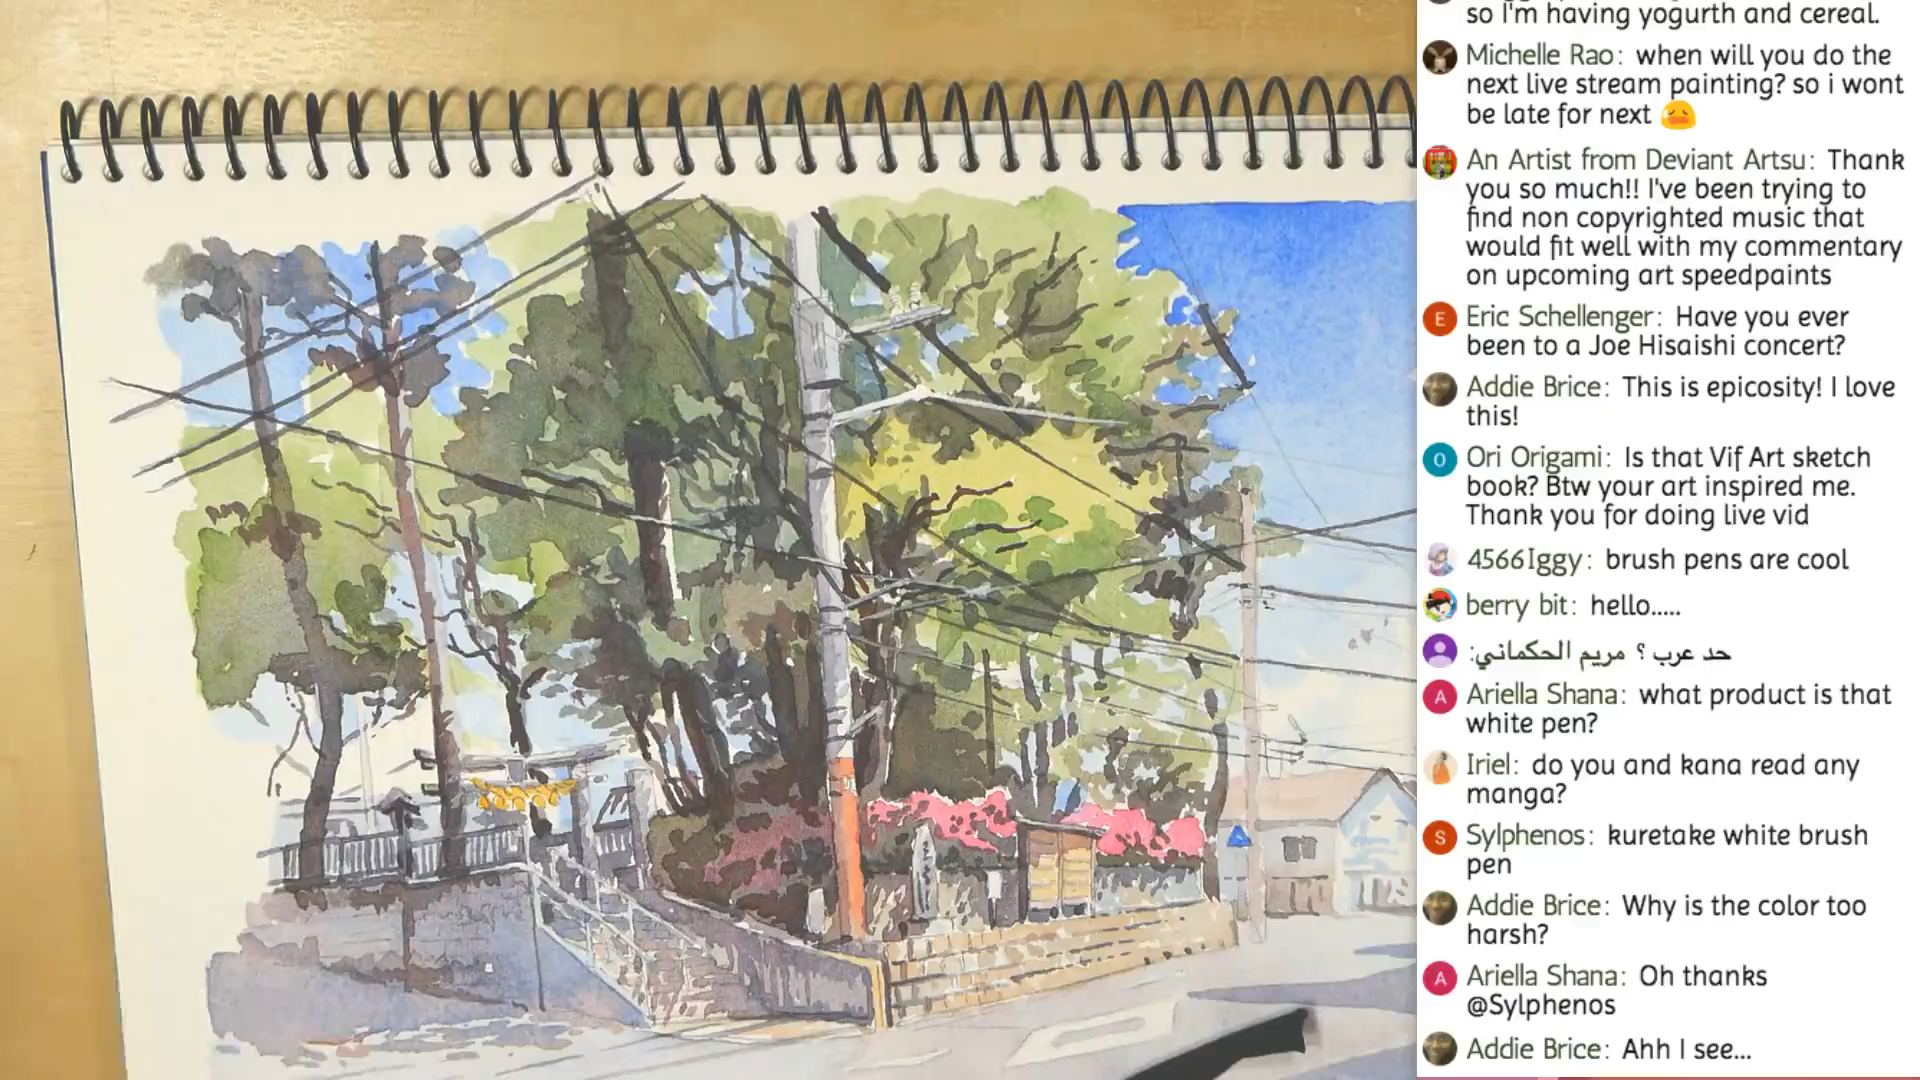 so I'm having yogurth and cereal.
Michelle Rao: when will you do the
next live stream painting? so i wont
be late for next 😩
An Artist from Deviant Artsu: Thank
you so much!! I've been trying to
find non copyrighted music that
would fit well with my commentary
on upcoming art speedpaints
E Eric Schellenger: Have you ever
been to a Joe Hisaishi concert?
Addie Brice: This is epicosity! I love
this!
O Ori Origami: Is that Vif Art sketch
book? Btw your art inspired me.
Thank you for doing live vid
4566Iggy: brush pens are cool
berry bit: hello.....
حد عرب ؟ مريم الحكماني:
A Ariella Shana: what product is that
white pen?
Iriel: do you and kana read any
manga?
S Sylphenos: kuretake white brush
pen
Addie Brice: Why is the color too
harsh?
A Ariella Shana: Oh thanks
@Sylphenos
Addie Brice: Ahh I see...